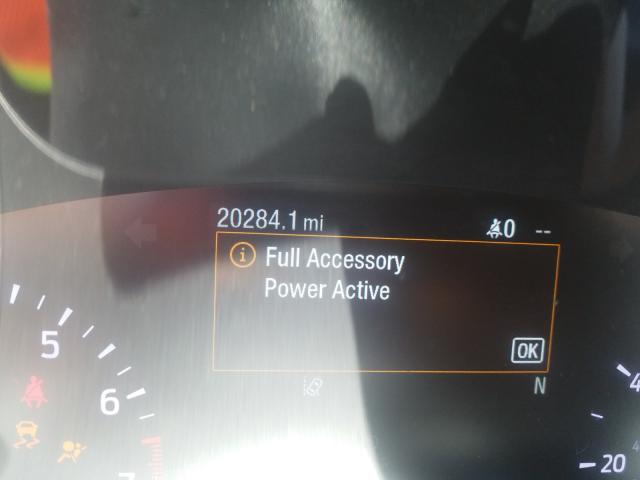 20284.1 mi
0 --
i Full Accessory
Power Active
OK
N
5
6
20